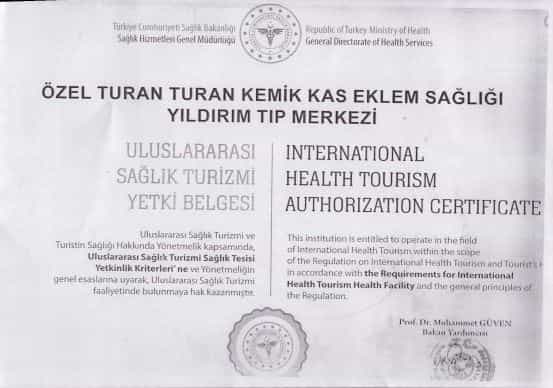 Türkiye Cumhuriyeti Sağlık Bakanlığı
Sağlık Hizmetleri Genel Müdürlüğü
Republic of Turkey Ministry of Health
General Directorate of Health Services
ÖZEL TURAN TURAN KEMİK KAS EKLEM SAĞLIĞI
YILDIRIM TIP MERKEZİ
ULUSLARARASI
SAĞLIK TURİZMİ
YETKİ BELGESİ
INTERNATIONAL
HEALTH TOURISM
AUTHORIZATION CERTIFICATE
Uluslararası Sağlık Turizmi ve
Turistin Sağlığı Hakkında Yönetmelik kapsamında,
Uluslararası Sağlık Turizmi Sağlık Tesisi
Yetkinlik Kriterleri' ne ve Yönetmeliğin
genel esaslarına uyarak, Uluslararası Sağlık Turizmi
faaliyetinde bulunmaya hak kazanmıştır.
This institution is entitled to operate in the field
of International Health Tourism within the scope
of the Regulation on International Health Tourism and Tourist's H
in accordance with the Requirements for International
Health Tourism Health Facility and the general principles of
the Regulation.
Prof. Dr. Muhammet GÜVEN
Bakan Yardımcısı